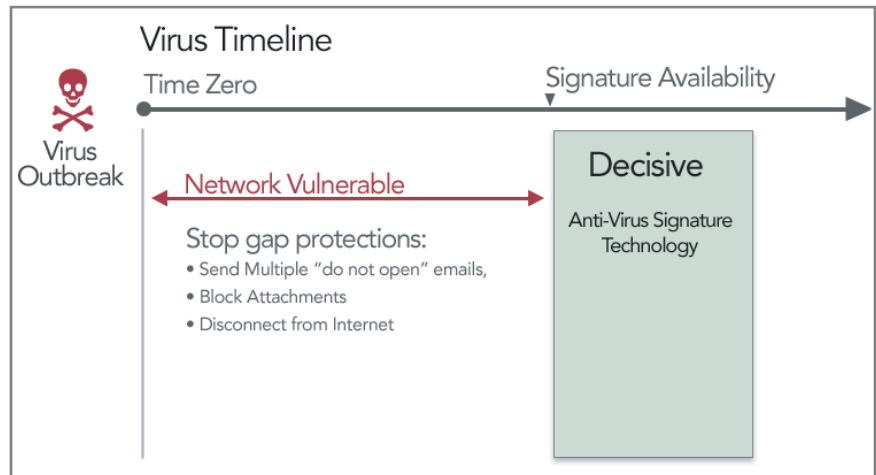 Virus Timeline
Time Zero
Signature Availability
Virus
Outbreak
Network Vulnerable
Stop gap protections:
• Send Multiple “do not open” emails,
• Block Attachments
• Disconnect from Internet
Decisive
Anti-Virus Signature
Technology